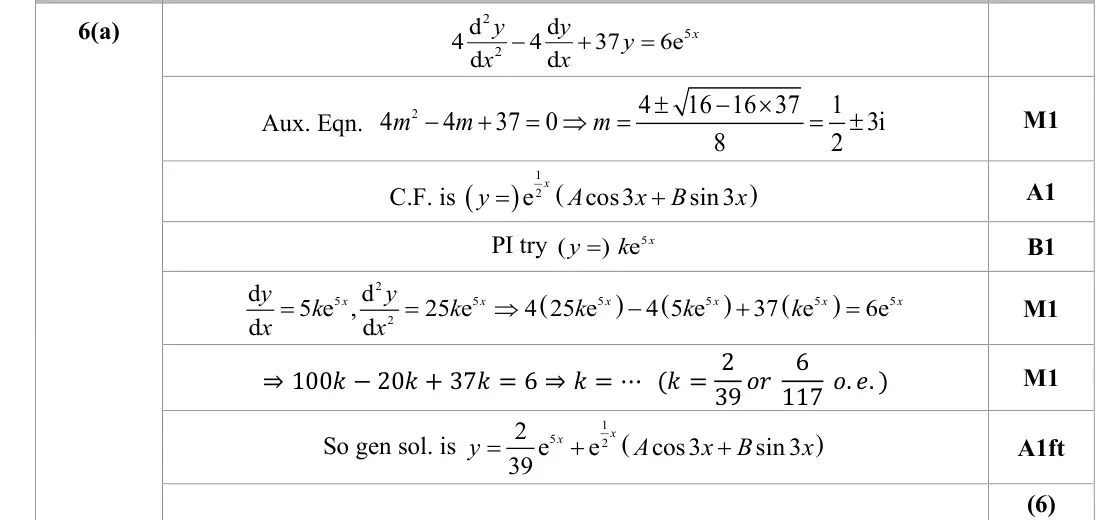 6(a)
4 d²y/dx² − 4 dy/dx + 37y = 6e^(5x)
Aux. Eqn. 4m² − 4m + 37 = 0 ⇒ m = (4 ± √(16 − 16×37))/8 = 1/2 ± 3i M1
C.F. is (y =) e^(1/2 x) (A cos 3x + B sin 3x) A1
PI try (y =) ke^(5x) B1
dy/dx = 5ke^(5x), d²y/dx² = 25ke^(5x) ⇒ 4(25ke^(5x)) − 4(5ke^(5x)) + 37(ke^(5x)) = 6e^(5x) M1
⇒ 100k − 20k + 37k = 6 ⇒ k = ⋯ (k = 2/39 or 6/117 o.e.) M1
So gen sol. is y = 2/39 e^(5x) + e^(1/2 x) (A cos 3x + B sin 3x) A1ft
(6)